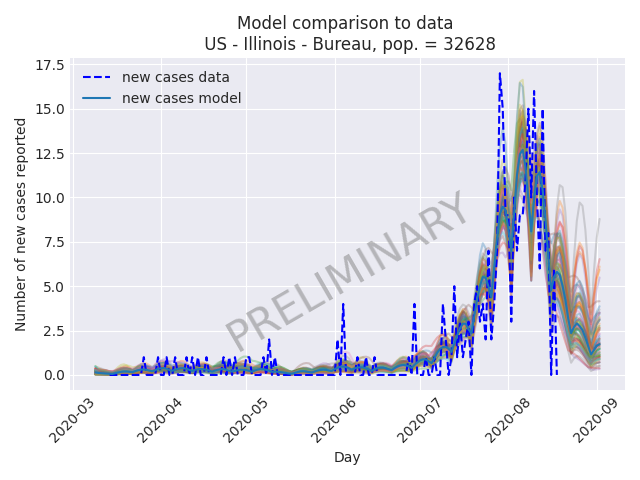 Model comparison to data
US - Illinois - Bureau, pop. = 32628
new cases data
new cases model
Number of new cases reported
17.5
15.0
12.5
10.0
7.5
5.0
2.5
0.0
PRELIMINARY
2020-03
2020-04
2020-05
2020-06
2020-07
2020-08
2020-09
Day